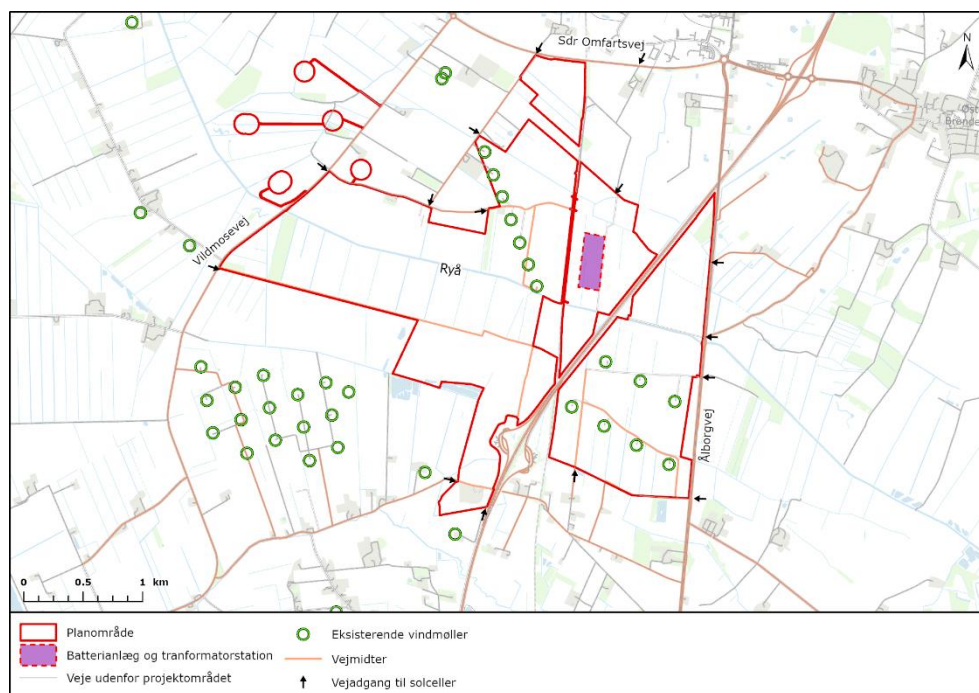 Sdr Omfartsvej
N
Øst
Brønde
Vildmosevej
Ryå
Ålborgvej
0 0.5 1 km
Planområde
Batterianlæg og tranformatorstation
Veje udenfor projektområdet
Eksisterende vindmøller
Vejmidter
Vejadgang til solceller